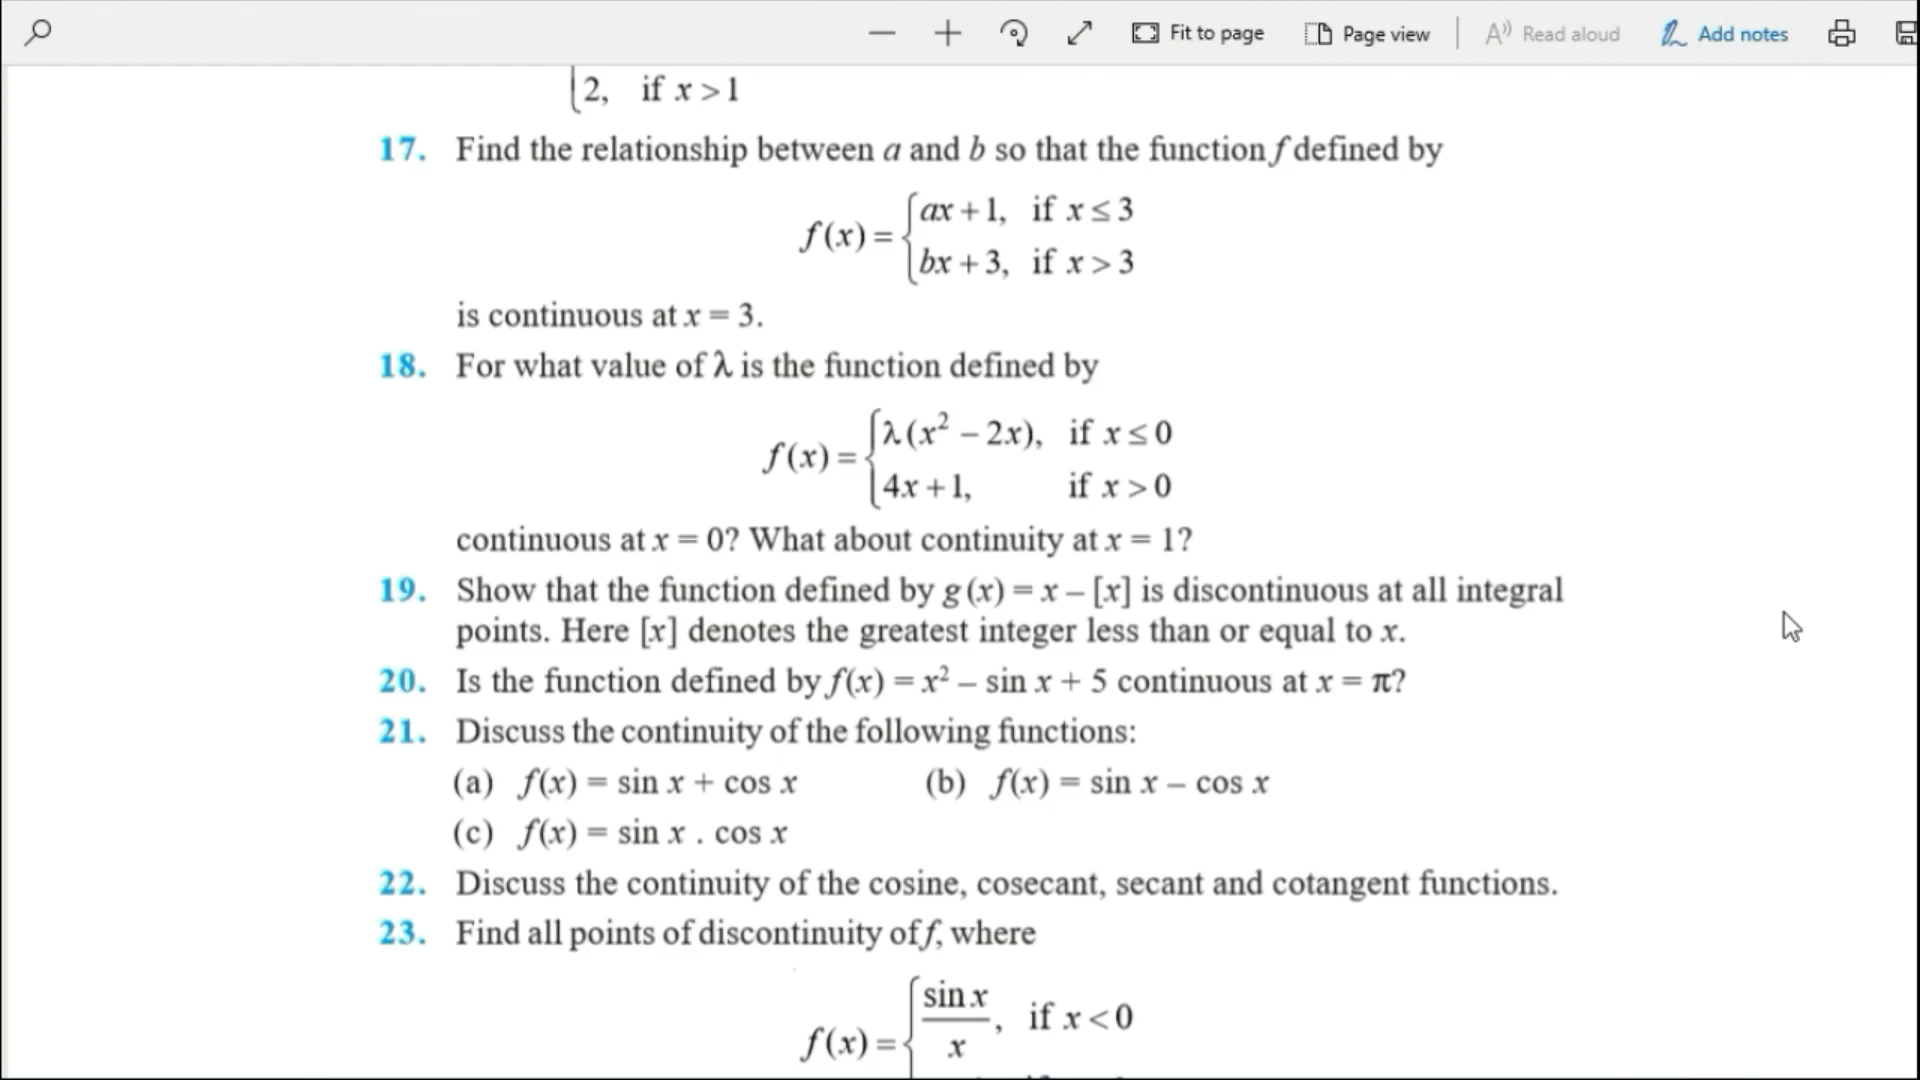 Fit to page Page view Read aloud Add notes
2, if x > 1
17. Find the relationship between a and b so that the function f defined by
f(x) = { ax + 1, if x ≤ 3
bx + 3, if x > 3
is continuous at x = 3.
18. For what value of λ is the function defined by
f(x) = { λ(x² – 2x), if x ≤ 0
4x + 1, if x > 0
continuous at x = 0? What about continuity at x = 1?
19. Show that the function defined by g(x) = x – [x] is discontinuous at all integral
points. Here [x] denotes the greatest integer less than or equal to x.
20. Is the function defined by f(x) = x² – sin x + 5 continuous at x = π?
21. Discuss the continuity of the following functions:
(a) f(x) = sin x + cos x (b) f(x) = sin x – cos x
(c) f(x) = sin x . cos x
22. Discuss the continuity of the cosine, cosecant, secant and cotangent functions.
23. Find all points of discontinuity of f, where
f(x) = { sin x / x, if x < 0